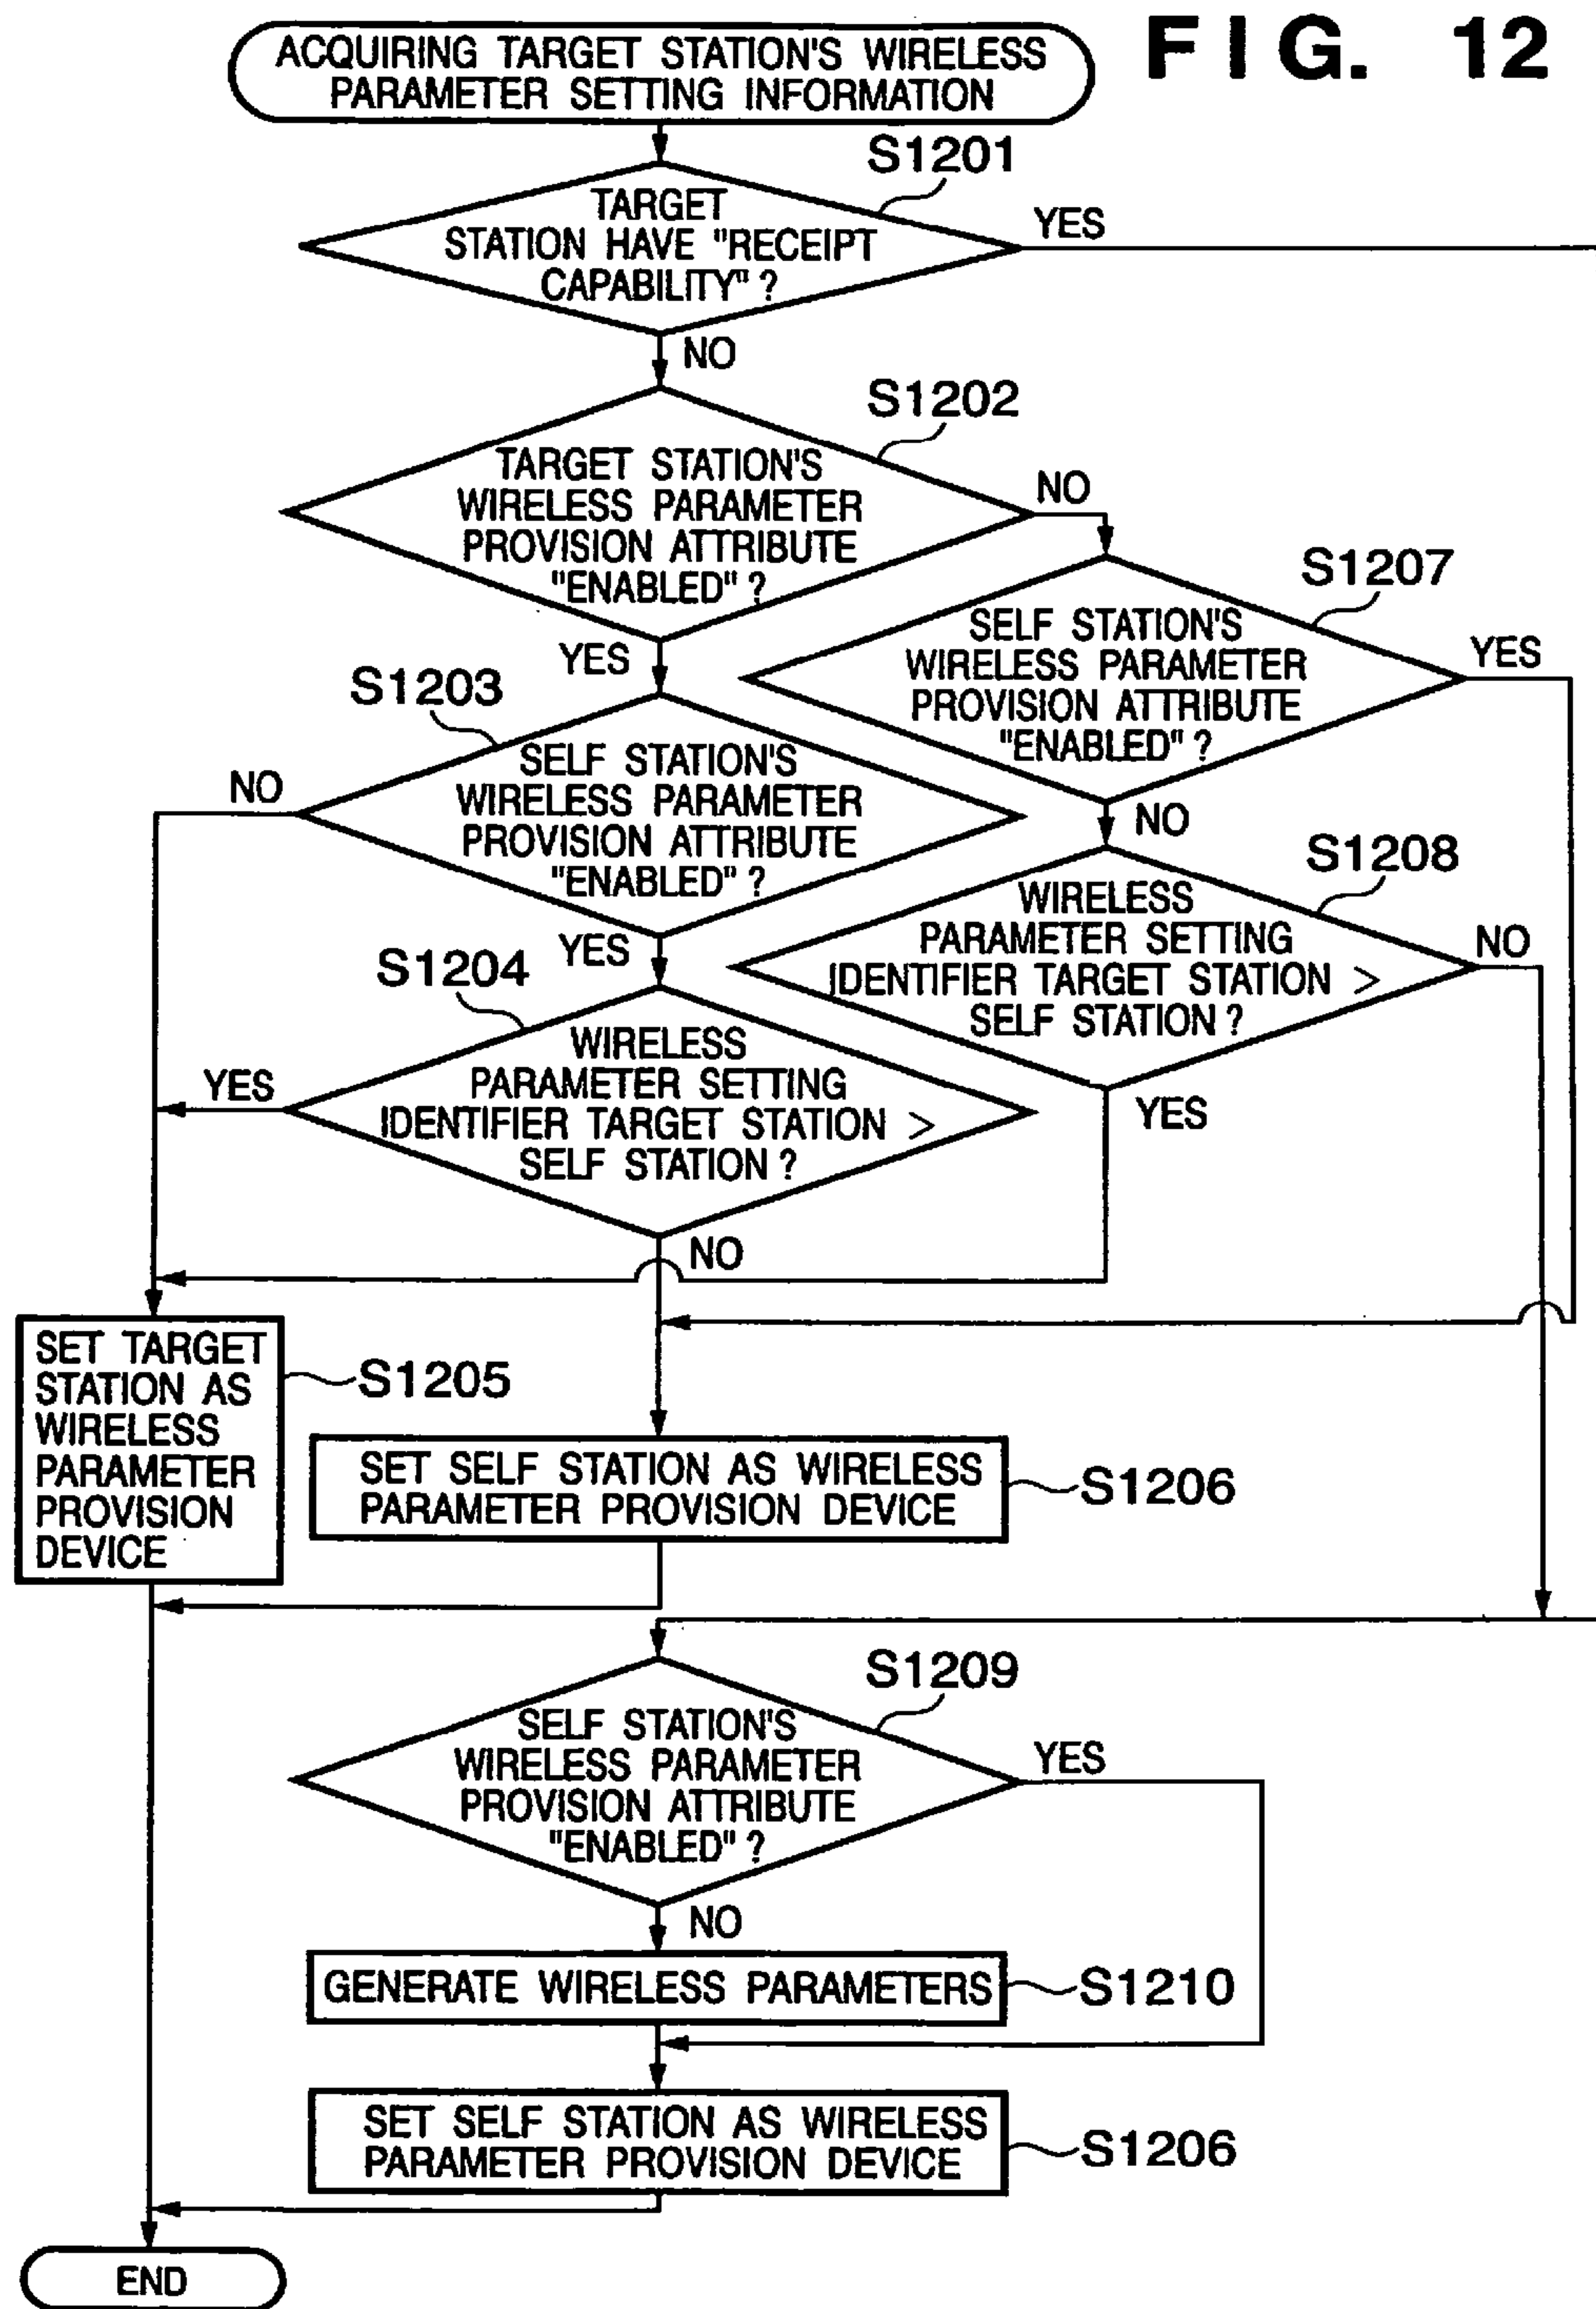 FIG. 12
ACQUIRING TARGET STATION'S WIRELESS
PARAMETER SETTING INFORMATION
S1201
TARGET
STATION HAVE "RECEIPT
CAPABILITY" ?
YES
NO
S1202
TARGET STATION'S
WIRELESS PARAMETER
PROVISION ATTRIBUTE
"ENABLED" ?
NO
YES
S1207
SELF STATION'S
WIRELESS PARAMETER
PROVISION ATTRIBUTE
"ENABLED" ?
YES
NO
S1203
SELF STATION'S
WIRELESS PARAMETER
PROVISION ATTRIBUTE
"ENABLED" ?
NO
YES
S1208
WIRELESS
PARAMETER SETTING
IDENTIFIER TARGET STATION >
SELF STATION ?
NO
YES
S1204
WIRELESS
PARAMETER SETTING
IDENTIFIER TARGET STATION >
SELF STATION ?
YES
NO
SET TARGET
STATION AS
WIRELESS
PARAMETER
PROVISION
DEVICE
S1205
SET SELF STATION AS WIRELESS
PARAMETER PROVISION DEVICE
S1206
S1209
SELF STATION'S
WIRELESS PARAMETER
PROVISION ATTRIBUTE
"ENABLED" ?
YES
NO
GENERATE WIRELESS PARAMETERS
S1210
SET SELF STATION AS WIRELESS
PARAMETER PROVISION DEVICE
S1206
END